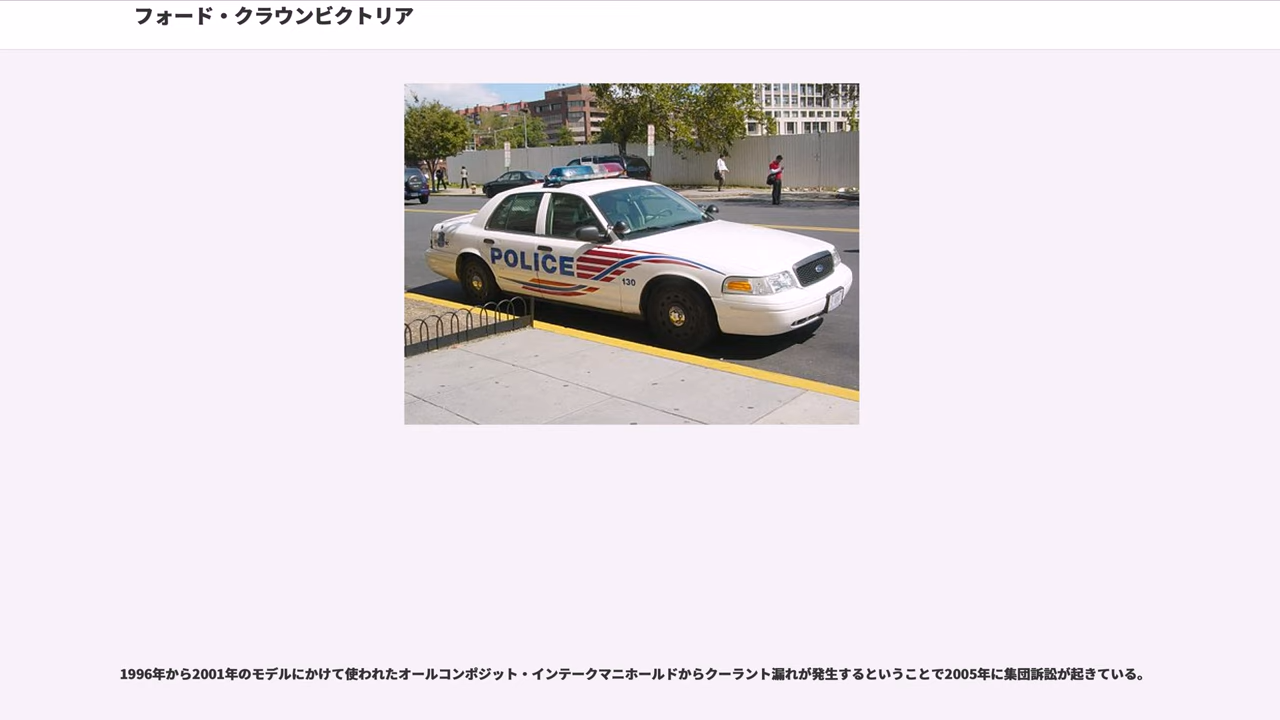 フォード・クラウンビクトリア
POLICE
130
1996年から2001年のモデルにかけて使われたオールコンポジット・インテークマニホールドからクーラント漏れが発生するということで2005年に集団訴訟が起きている。